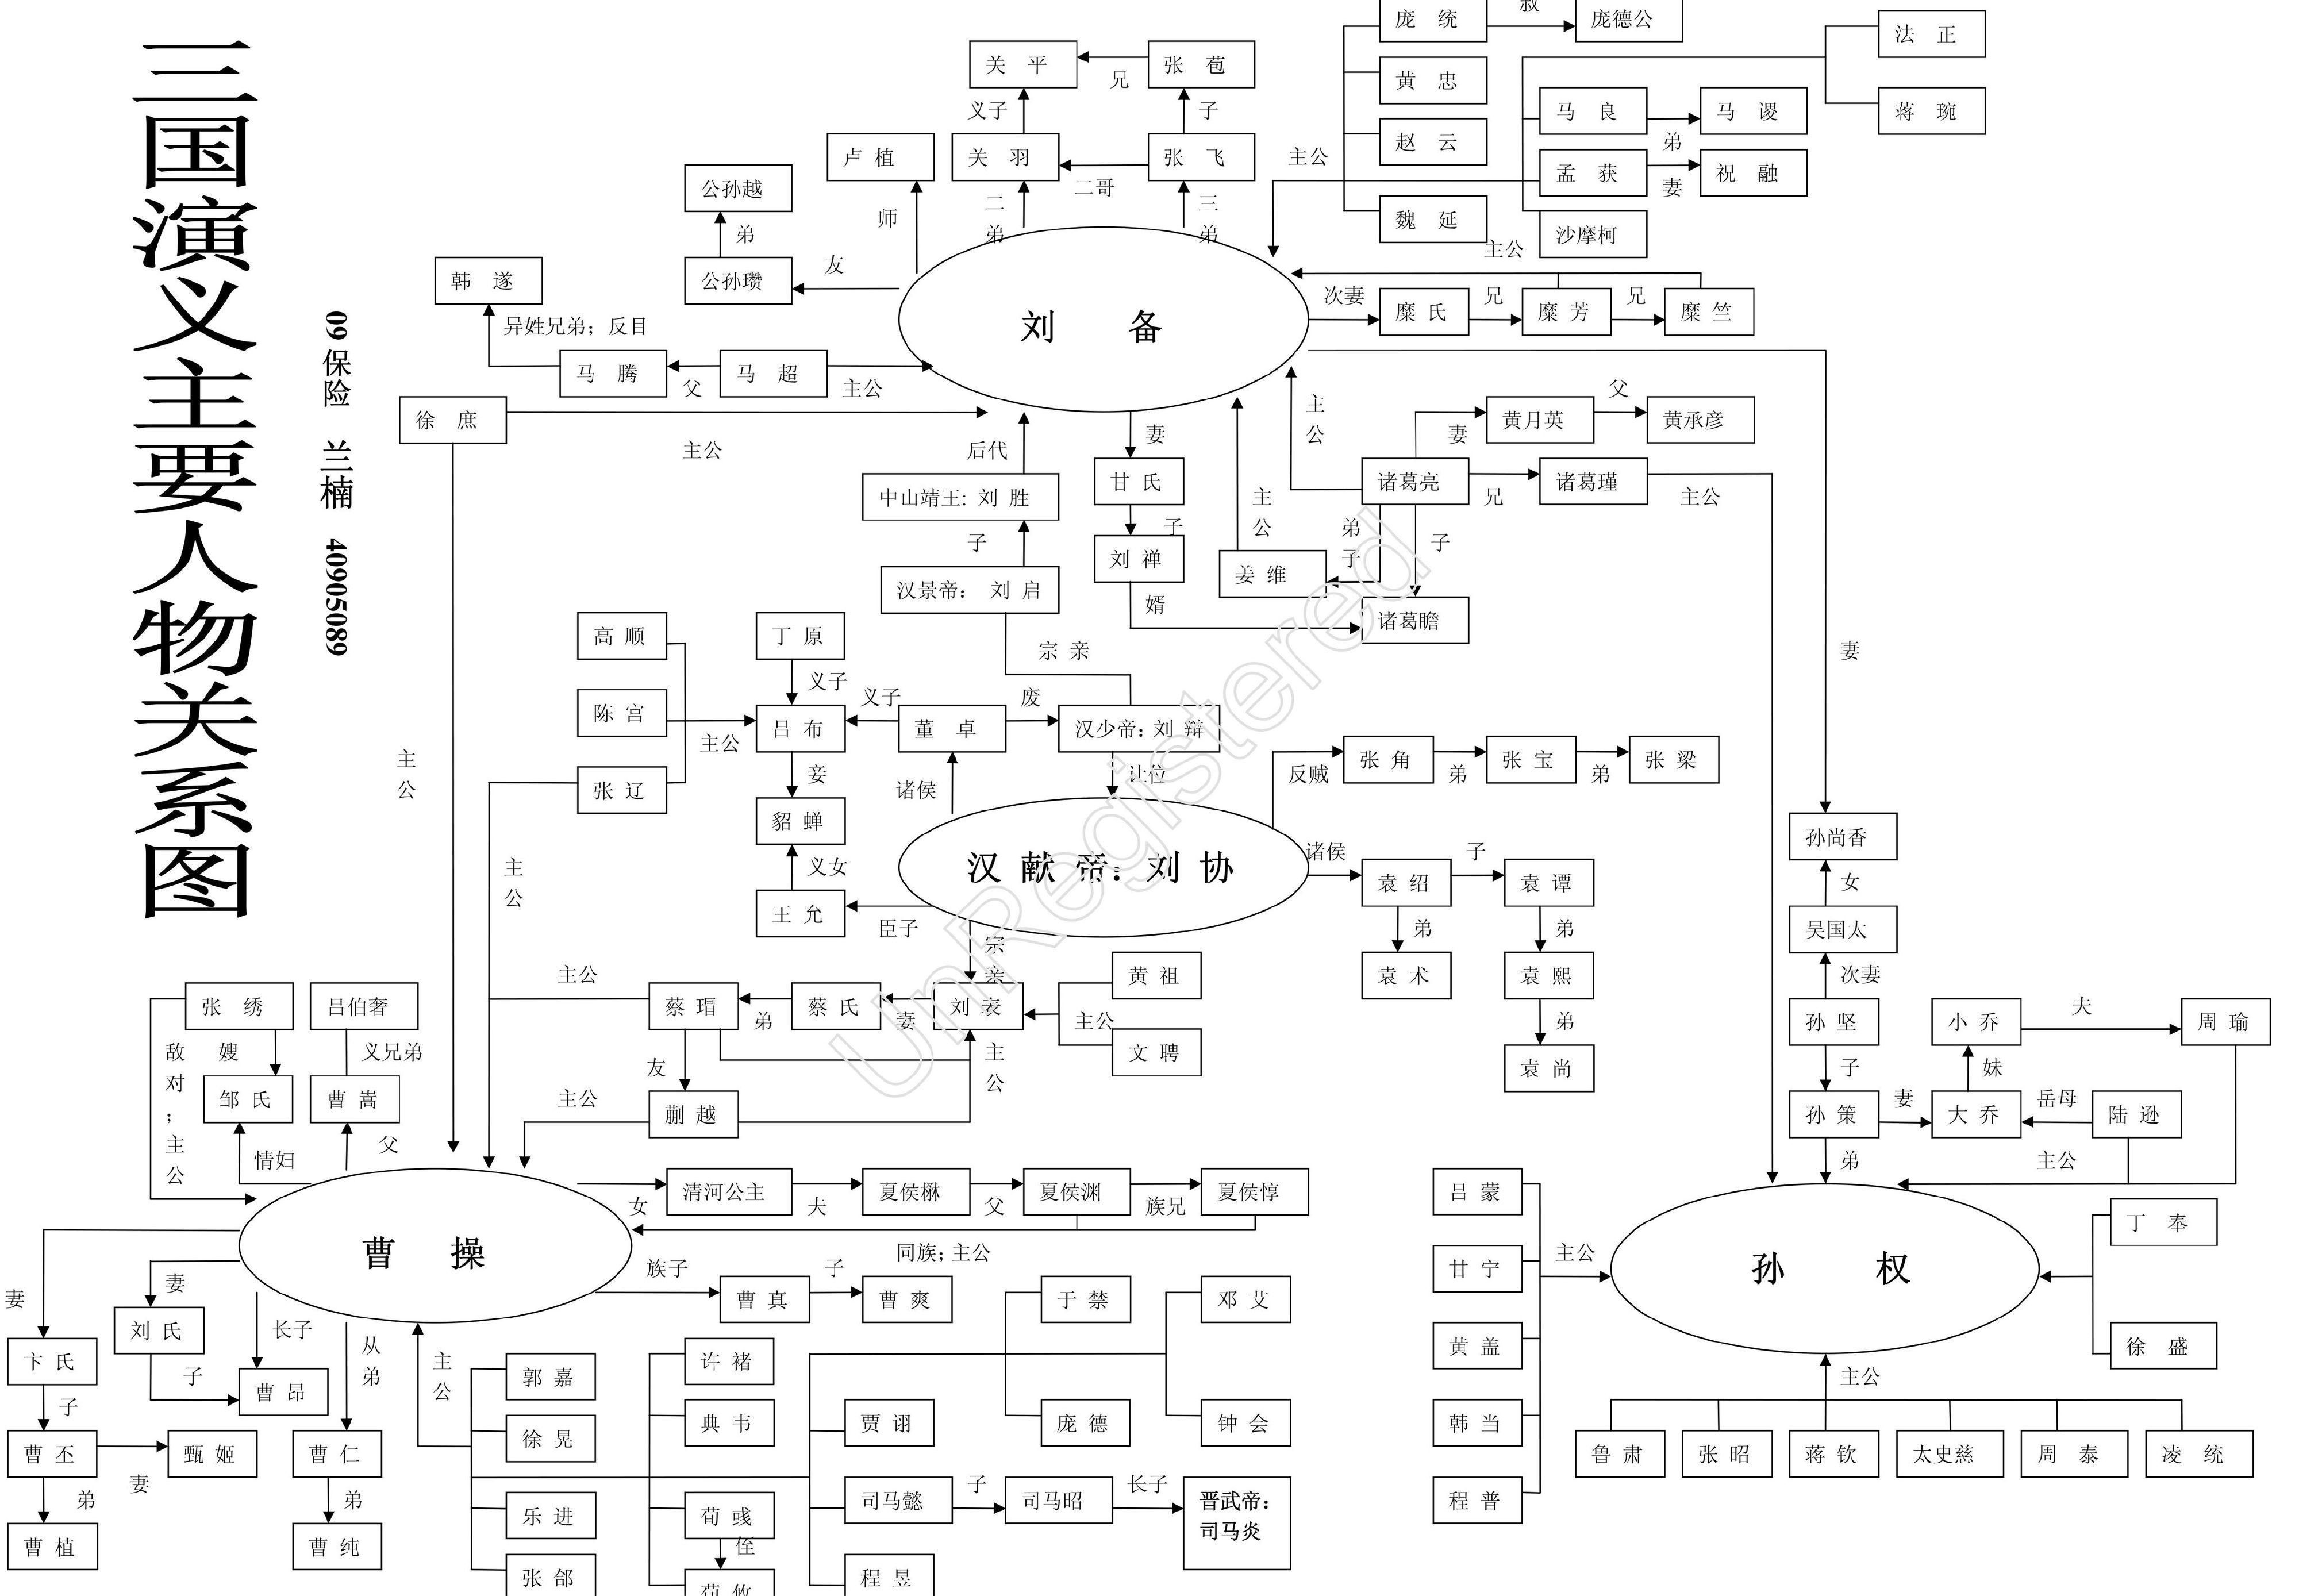 三国演义主要人物关系图
09 保险 兰楠 40905089
庞 统
叔
庞德公
法 正
关 平
兄
张 苞
黄 忠
马 良
弟
马 谡
蒋 琬
义子
子
卢 植
关 羽
二哥
张 飞
赵 云
主公
孟 获
妻
祝 融
公孙越
师
二弟
三弟
魏 延
沙摩柯
弟
主公
韩 遂
公孙瓒
友
刘 备
次妻
糜 氏
兄
糜 芳
兄
糜 竺
异姓兄弟；反目
马 腾
父
马 超
主公
徐 庶
主公
后代
妻
主公
妻
黄月英
父
黄承彦
中山靖王: 刘 胜
甘 氏
主公
诸葛亮
兄
诸葛瑾
主公
子
子
弟子
子
汉景帝： 刘 启
刘 禅
姜 维
婿
诸葛瞻
高 顺
丁 原
宗 亲
妻
义子
陈 宫
主公
吕 布
义子
董 卓
废
汉少帝：刘 辩
主公
张 辽
妾
诸侯
让位
反贼
张 角
弟
张 宝
弟
张 梁
貂 蝉
主公
义女
汉 献 帝：刘 协
诸侯
袁 绍
子
袁 谭
孙尚香
女
王 允
臣子
宗亲
弟
弟
吴国太
主公
黄 祖
袁 术
袁 熙
次妻
张 绣
吕伯奢
蔡 瑁
弟
蔡 氏
妻
刘 表
主公
弟
孙 坚
小 乔
夫
周 瑜
敌对；主公
嫂
义兄弟
友
主公
文 聘
袁 尚
子
妹
邹 氏
曹 嵩
主公
蒯 越
孙 策
妻
大 乔
岳母
陆 逊
情妇
父
弟
主公
女
清河公主
夫
夏侯楙
父
夏侯渊
族兄
夏侯惇
吕 蒙
丁 奉
曹 操
同族；主公
甘 宁
主公
孙 权
族子
曹 真
子
曹 爽
于 禁
邓 艾
妻
妻
刘 氏
长子
从弟
主公
黄 盖
徐 盛
卞 氏
子
曹 昂
郭 嘉
许 褚
主公
子
徐 晃
典 韦
贾 诩
庞 德
钟 会
韩 当
曹 丕
妻
甄 姬
曹 仁
鲁 肃
张 昭
蒋 钦
太史慈
周 泰
凌 统
弟
弟
乐 进
荀 彧
司马懿
子
司马昭
长子
晋武帝：
司马炎
程 普
曹 植
曹 纯
侄
张 郃
荀 攸
程 昱
UnRegistered